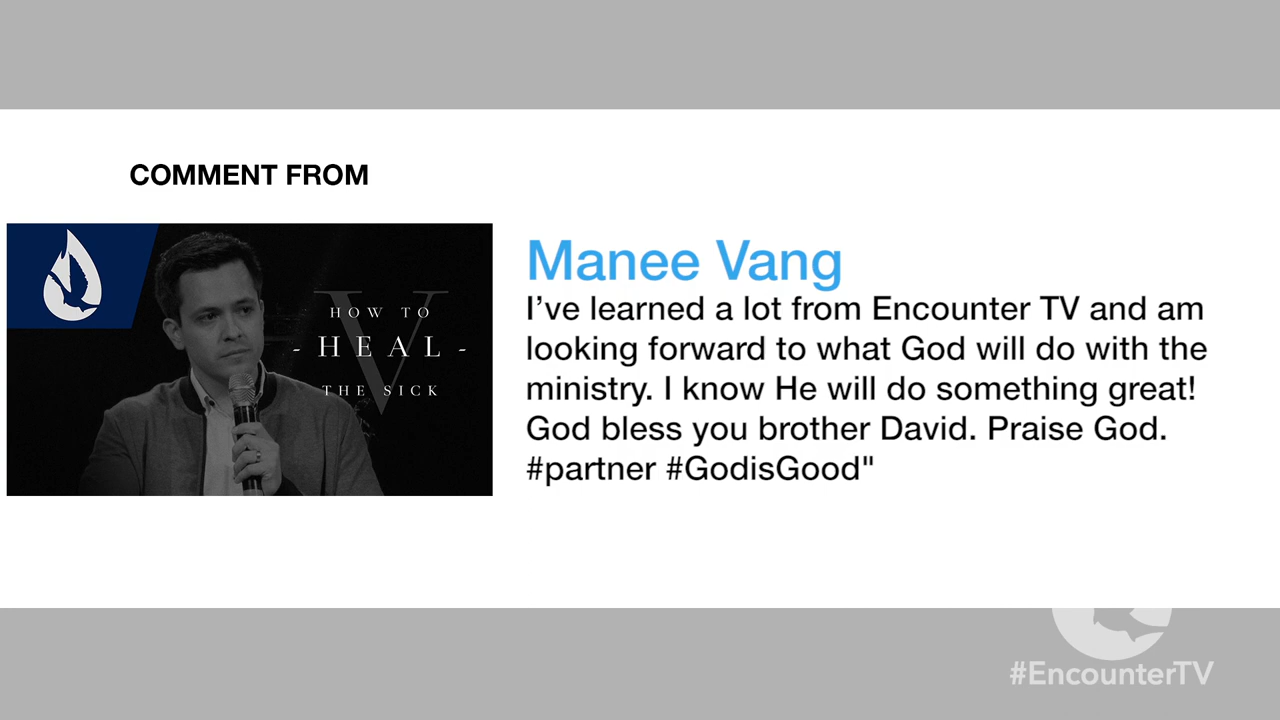 COMMENT FROM
V
HOW TO
- HEAL -
THE SICK
Manee Vang
I’ve learned a lot from Encounter TV and am
looking forward to what God will do with the
ministry. I know He will do something great!
God bless you brother David. Praise God.
#partner #GodisGood"
#EncounterTV